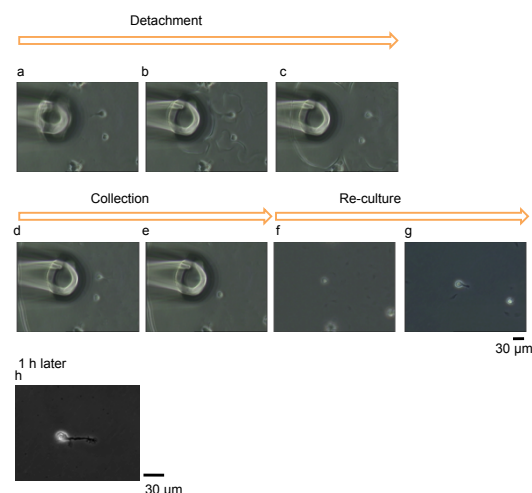 Detachment
a b c
Collection Re-culture
d e f g
30 µm
1 h later
h
30 µm